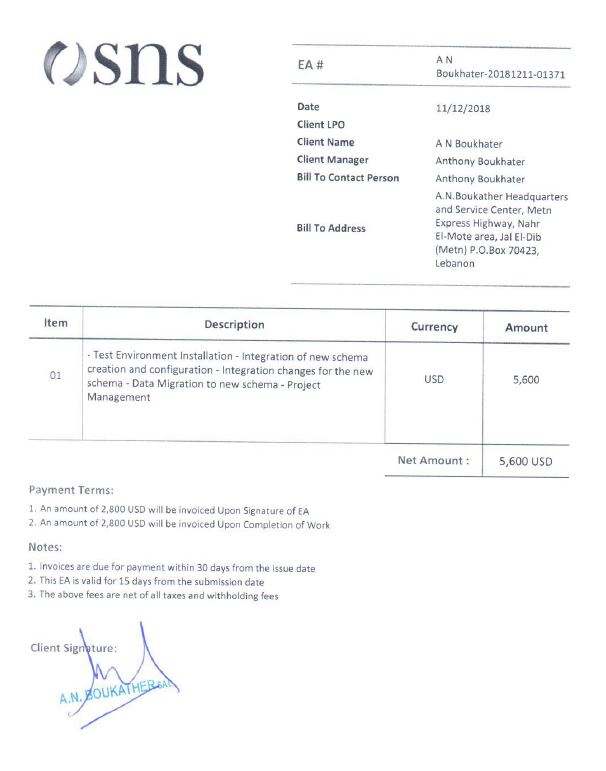 sns
EA #
A N
Boukhater-20181211-01371
Date 11/12/2018
Client LPO
Client Name A N Boukhater
Client Manager Anthony Boukhater
Bill To Contact Person Anthony Boukhater
Bill To Address
A.N.Boukather Headquarters
and Service Center, Metn
Express Highway, Nahr
El-Mote area, Jal El-Dib
(Metn) P.O.Box 70423,
Lebanon
Item Description Currency Amount
01
- Test Environment Installation - Integration of new schema
creation and configuration - Integration changes for the new
schema - Data Migration to new schema - Project
Management
USD 5,600
Net Amount : 5,600 USD
Payment Terms:
1. An amount of 2,800 USD will be invoiced Upon Signature of EA
2. An amount of 2,800 USD will be invoiced Upon Completion of Work
Notes:
1. Invoices are due for payment within 30 days from the issue date
2. This EA is valid for 15 days from the submission date
3. The above fees are net of all taxes and withholding fees
Client Signature:
A.N. BOUKATHER SAL